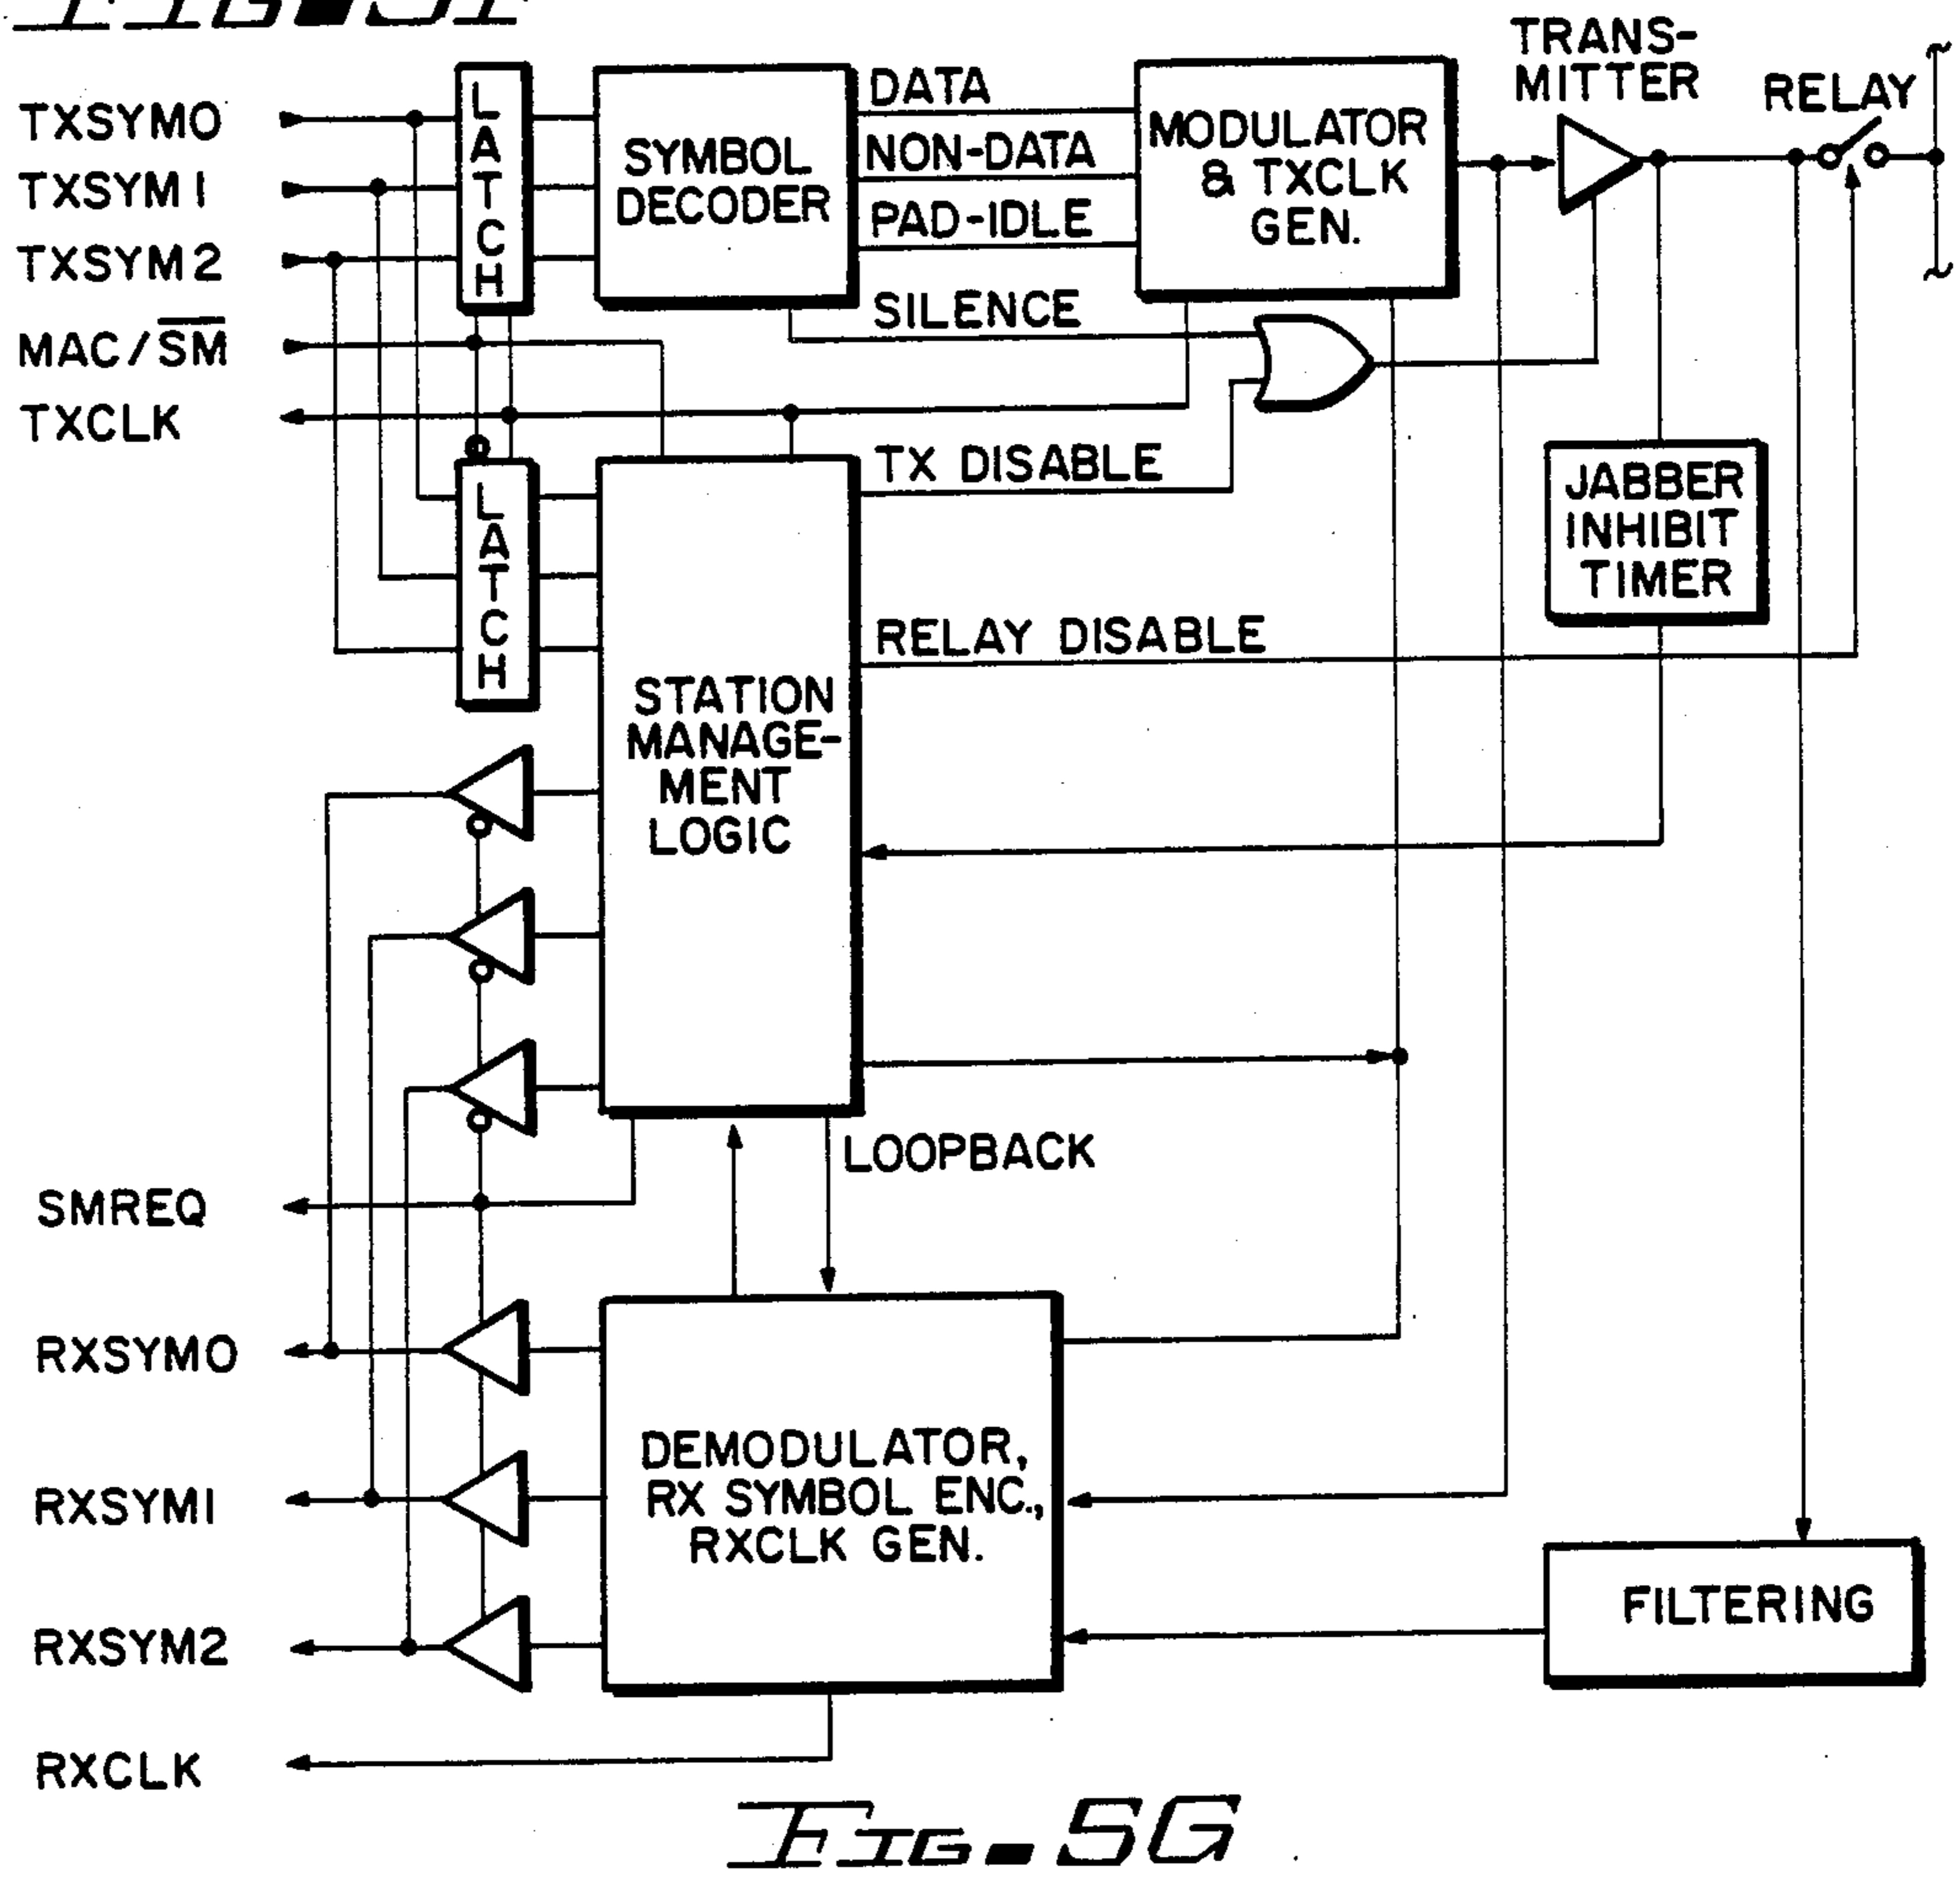 TRANS-
MITTER
RELAY
TXSYM0
TXSYM1
TXSYM2
MAC/SM
TXCLK
LATCH
SYMBOL
DECODER
DATA
NON-DATA
PAD-IDLE
SILENCE
MODULATOR
& TXCLK
GEN.
LATCH
STATION
MANAGE-
MENT
LOGIC
TX DISABLE
RELAY DISABLE
JABBER
INHIBIT
TIMER
LOOPBACK
SMREQ
RXSYM0
RXSYM1
RXSYM2
RXCLK
DEMODULATOR,
RX SYMBOL ENC.,
RXCLK GEN.
FILTERING
FIG. 5G